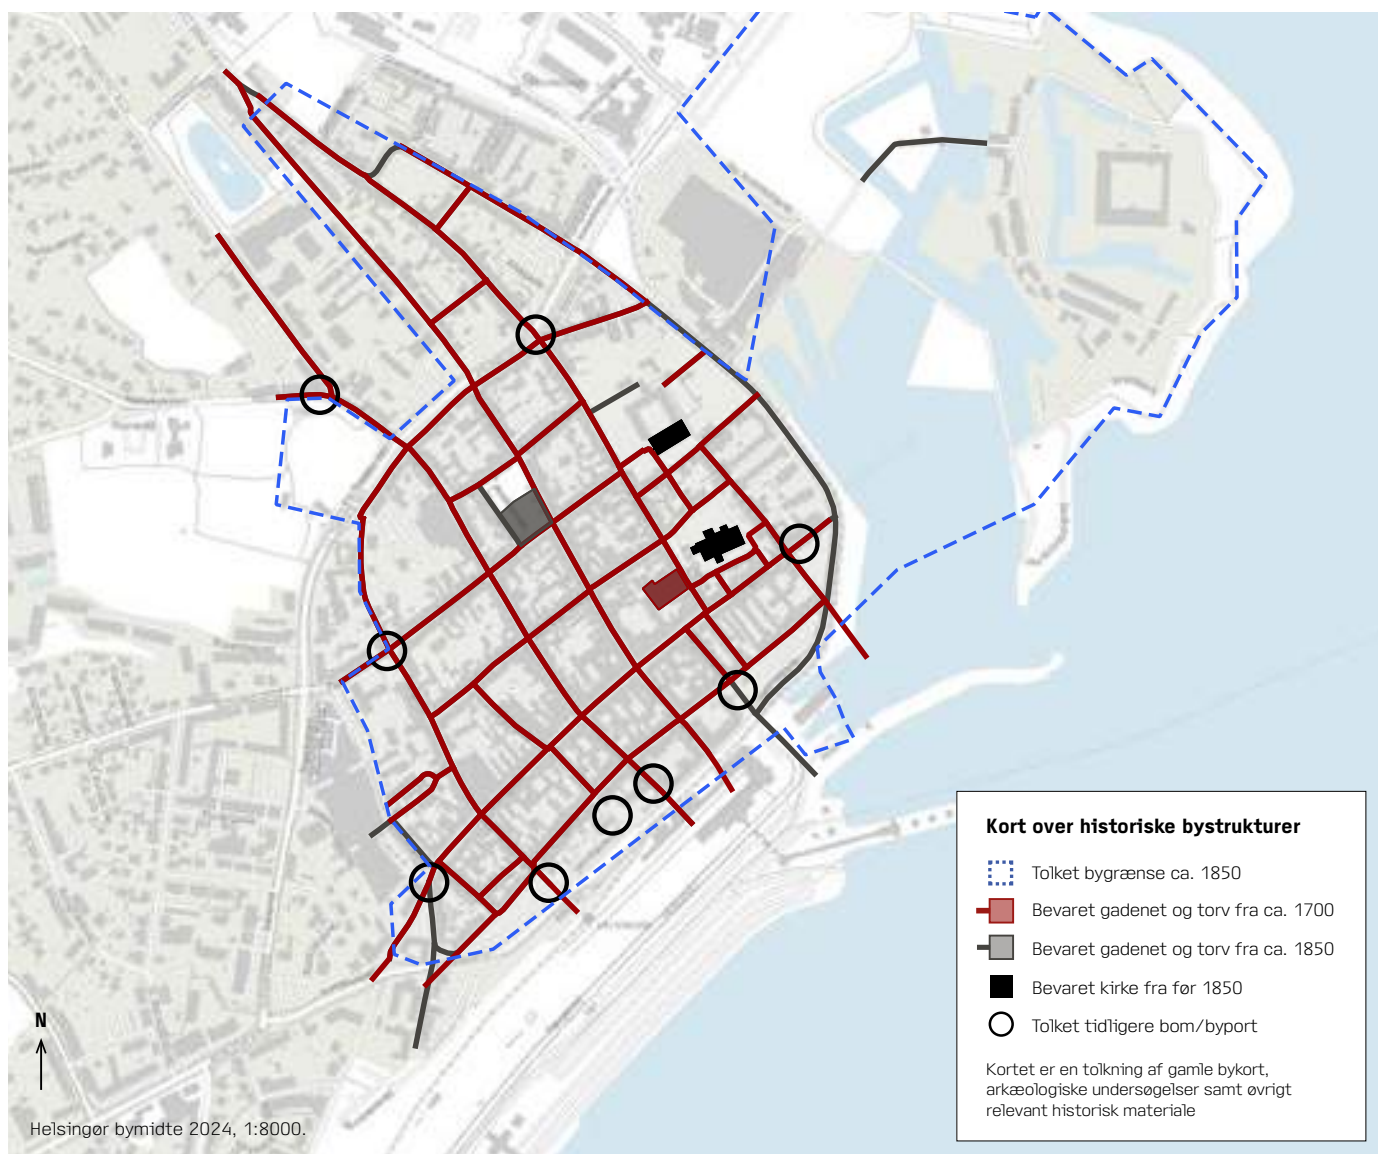 Kort over historiske bystrukturer
Tolket bygrænse ca. 1850
Bevaret gadenet og torv fra ca. 1700
Bevaret gadenet og torv fra ca. 1850
Bevaret kirke fra før 1850
Tolket tidligere bom/byport
Kortet er en tolkning af gamle bykort,
arkæologiske undersøgelser samt øvrigt
relevant historisk materiale
N
Helsingør bymidte 2024, 1:8000.